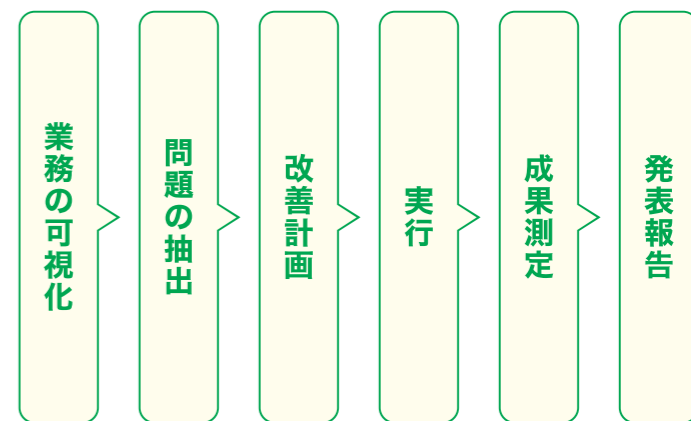 業務の可視化
問題の抽出
改善計画
実行
成果測定
発表報告